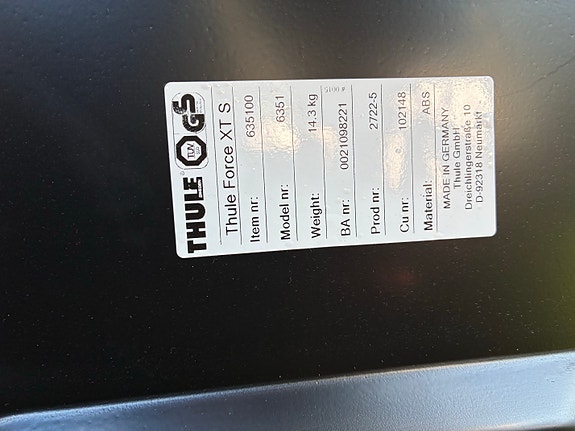 THULE TÜV GS
Thule Force XT S
Item nr: 635100
Model nr: 6351
Weight: 14.3 kg
BA nr: 0021098221
Prod nr: 2722-5
Cu nr: 102148
Material: ABS
MADE IN GERMANY
Thule GmbH
Dreichlingerstraße 10
D-92318 Neumarkt